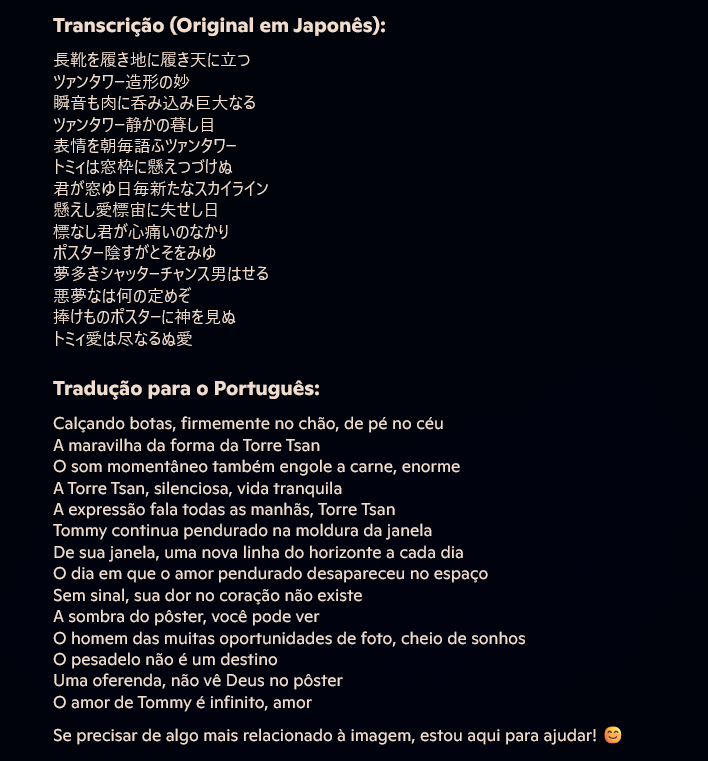 Transcrição (Original em Japonês):
長靴を履き地に履き天に立つ
ツァンタワー造形の妙
瞬音も肉に呑み込み巨大なる
ツァンタワー静かの暮し目
表情を朝毎語ふツァンタワー
トミィは窓枠に懸えつづけぬ
君が窓ゆ日毎新たなスカイライン
懸えし愛標宙に失せし日
標なし君が心痛いのなかり
ポスター陰すがとそをみゆ
夢多きシャッターチャンス男はせる
悪夢なは何の定めぞ
捧けものポスターに神を見ぬ
トミィ愛は尽なるぬ愛
Tradução para o Português:
Calçando botas, firmemente no chão, de pé no céu
A maravilha da forma da Torre Tsan
O som momentâneo também engole a carne, enorme
A Torre Tsan, silenciosa, vida tranquila
A expressão fala todas as manhãs, Torre Tsan
Tommy continua pendurado na moldura da janela
De sua janela, uma nova linha do horizonte a cada dia
O dia em que o amor pendurado desapareceu no espaço
Sem sinal, sua dor no coração não existe
A sombra do pôster, você pode ver
O homem das muitas oportunidades de foto, cheio de sonhos
O pesadelo não é um destino
Uma oferenda, não vê Deus no pôster
O amor de Tommy é infinito, amor
Se precisar de algo mais relacionado à imagem, estou aqui para ajudar! 😊